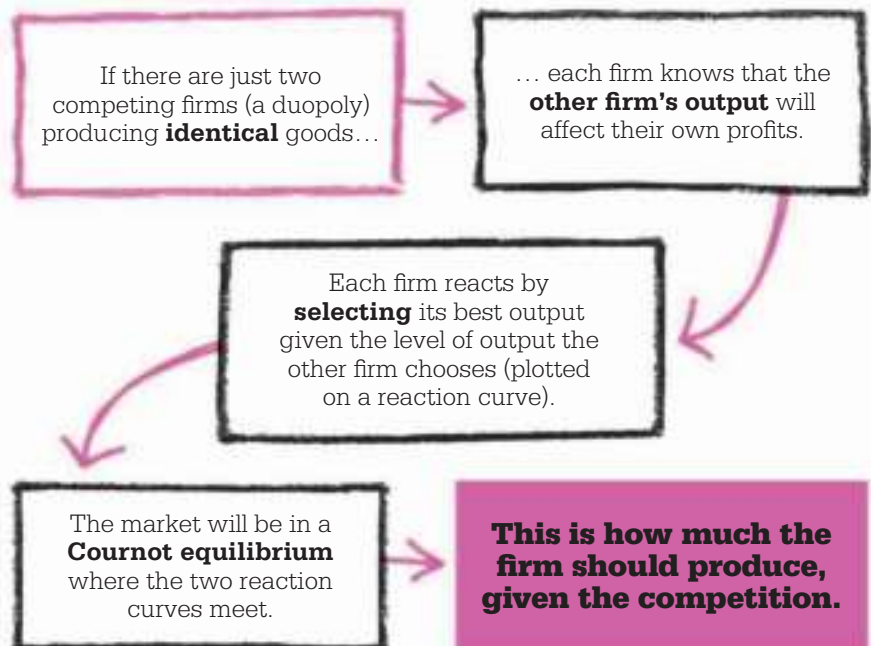 If there are just two
competing firms (a duopoly)
producing identical goods…
… each firm knows that the
other firm’s output will
affect their own profits.
Each firm reacts by
selecting its best output
given the level of output the
other firm chooses (plotted
on a reaction curve).
The market will be in a
Cournot equilibrium
where the two reaction
curves meet.
This is how much the
firm should produce,
given the competition.